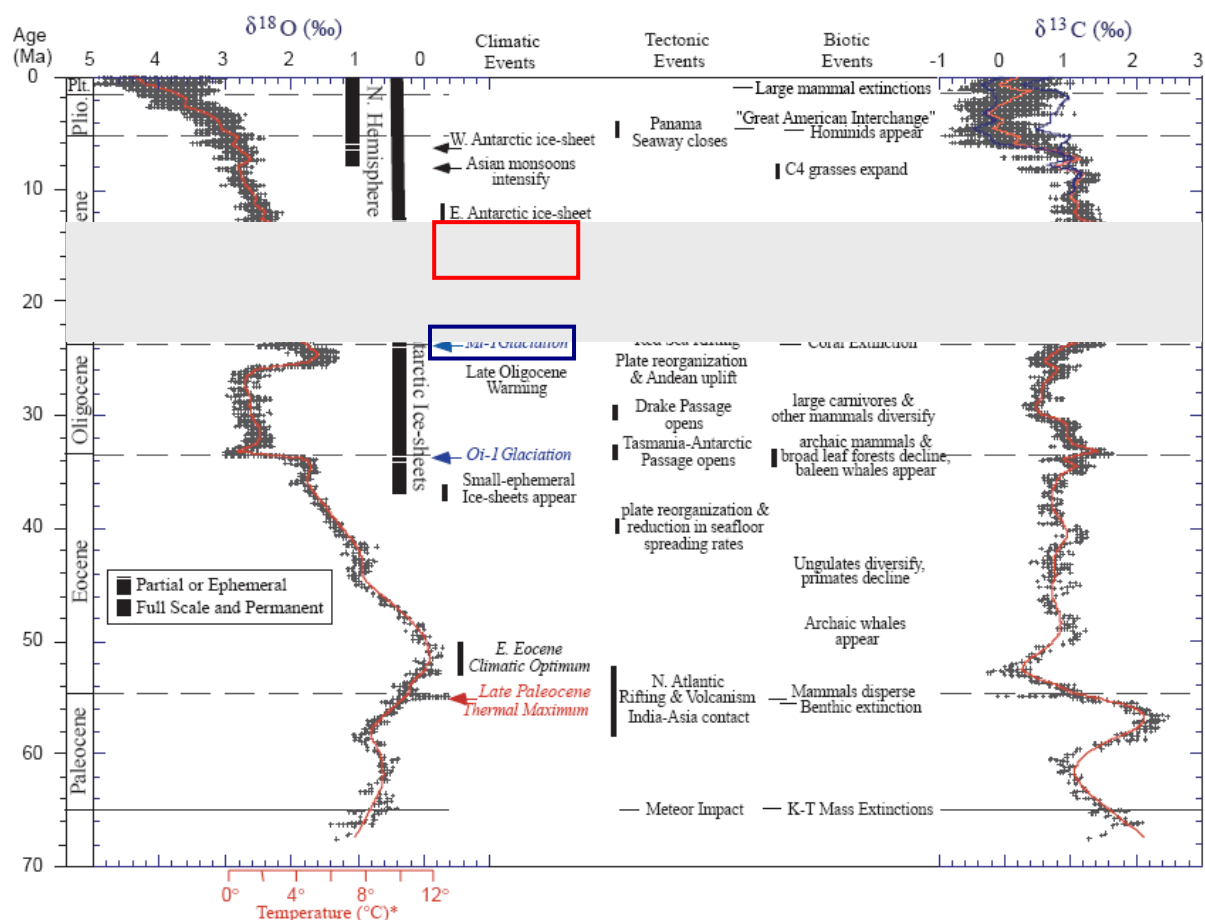 Age
(Ma)
δ18O (‰)
5 4 3 2 1 0
Climatic
Events
Tectonic
Events
Biotic
Events
δ13C (‰)
-1 0 1 2 3
0
10
20
30
40
50
60
70
Plt.
Plio.
ene
Oligocene
Eocene
Paleocene
N. Hemisphere
tarctic Ice-sheets
W. Antarctic ice-sheet
Asian monsoons
intensify
E. Antarctic ice-sheet
Mi-1 Glaciation
Late Oligocene
Warming
Oi-1 Glaciation
Small-ephemeral
Ice-sheets appear
E. Eocene
Climatic Optimum
Late Paleocene
Thermal Maximum
Panama
Seaway closes
Red Sea Rifting
Plate reorganization
& Andean uplift
Drake Passage
opens
Tasmania-Antarctic
Passage opens
plate reorganization &
reduction in seafloor
spreading rates
N. Atlantic
Rifting & Volcanism
India-Asia contact
Meteor Impact
Large mammal extinctions
"Great American Interchange"
Hominids appear
C4 grasses expand
Coral Extinction
large carnivores &
other mammals diversify
archaic mammals &
broad leaf forests decline,
baleen whales appear
Ungulates diversify,
primates decline
Archaic whales
appear
Mammals disperse
Benthic extinction
K-T Mass Extinctions
Partial or Ephemeral
Full Scale and Permanent
0° 4° 8° 12°
Temperature (°C)*